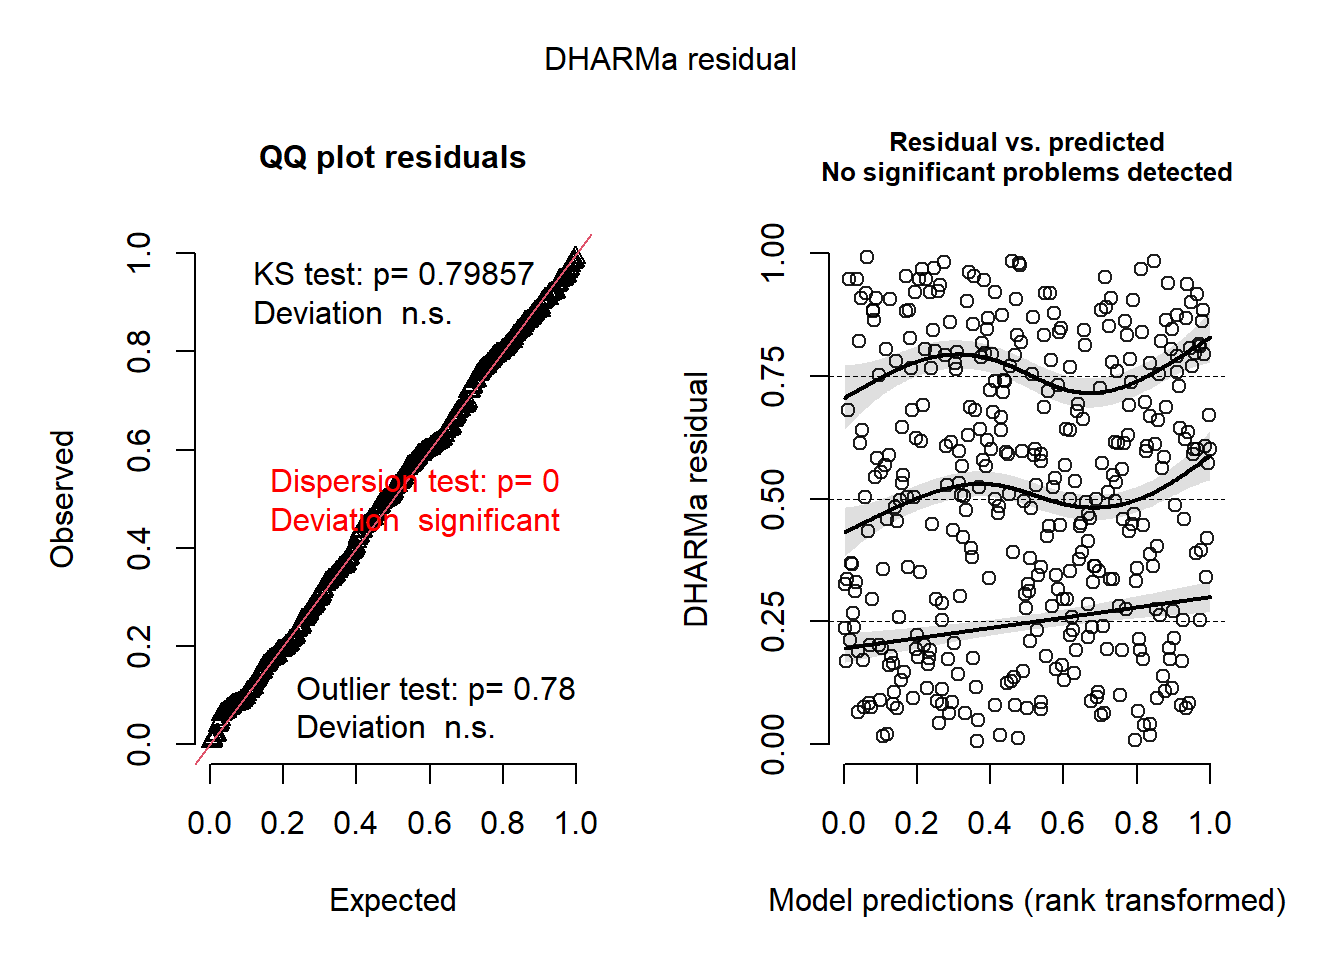 DHARMa residual
QQ plot residuals
KS test: p= 0.79857
Deviation  n.s.
Dispersion test: p= 0
Deviation  significant
Outlier test: p= 0.78
Deviation  n.s.
Observed
1.0
0.8
0.6
0.4
0.2
0.0
0.0 0.2 0.4 0.6 0.8 1.0
Expected
Residual vs. predicted
No significant problems detected
DHARMa residual
1.00
0.75
0.50
0.25
0.00
0.0 0.2 0.4 0.6 0.8 1.0
Model predictions (rank transformed)